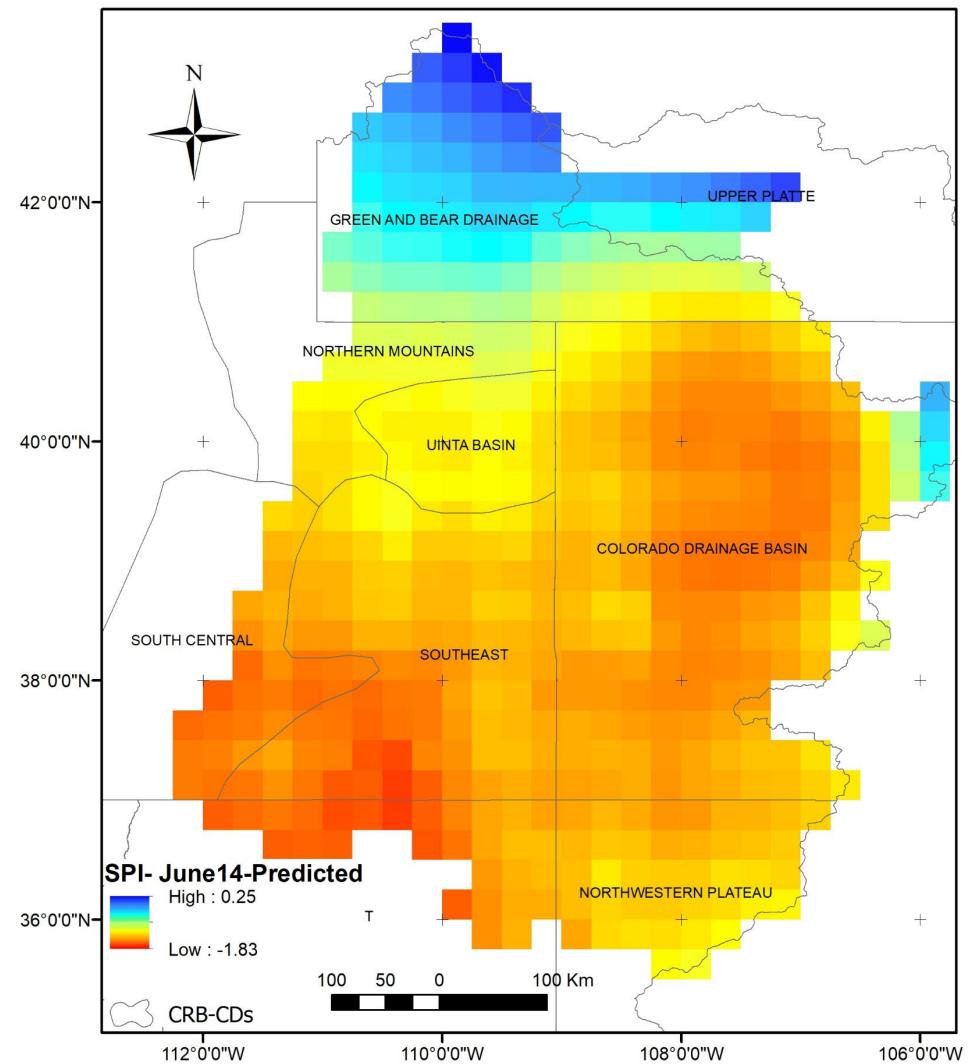 N
42°0'0"N
UPPER PLATTE
GREEN AND BEAR DRAINAGE
NORTHERN MOUNTAINS
40°0'0"N
UINTA BASIN
COLORADO DRAINAGE BASIN
SOUTH CENTRAL
SOUTHEAST
38°0'0"N
SPI- June14-Predicted
High : 0.25
Low : -1.83
NORTHWESTERN PLATEAU
36°0'0"N
T
100 50 0 100 Km
CRB-CDs
112°0'0"W 110°0'0"W 108°0'0"W 106°0'0"W